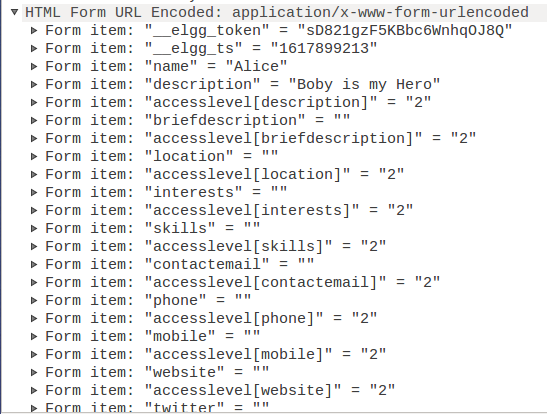 HTML Form URL Encoded: application/x-www-form-urlencoded
Form item: "__elgg_token" = "sD821gzF5KBbc6WnhqOJ8Q"
Form item: "__elgg_ts" = "1617899213"
Form item: "name" = "Alice"
Form item: "description" = "Boby is my Hero"
Form item: "accesslevel[description]" = "2"
Form item: "briefdescription" = ""
Form item: "accesslevel[briefdescription]" = "2"
Form item: "location" = ""
Form item: "accesslevel[location]" = "2"
Form item: "interests" = ""
Form item: "accesslevel[interests]" = "2"
Form item: "skills" = ""
Form item: "accesslevel[skills]" = "2"
Form item: "contactemail" = ""
Form item: "accesslevel[contactemail]" = "2"
Form item: "phone" = ""
Form item: "accesslevel[phone]" = "2"
Form item: "mobile" = ""
Form item: "accesslevel[mobile]" = "2"
Form item: "website" = ""
Form item: "accesslevel[website]" = "2"
Form item: "twitter" = ""